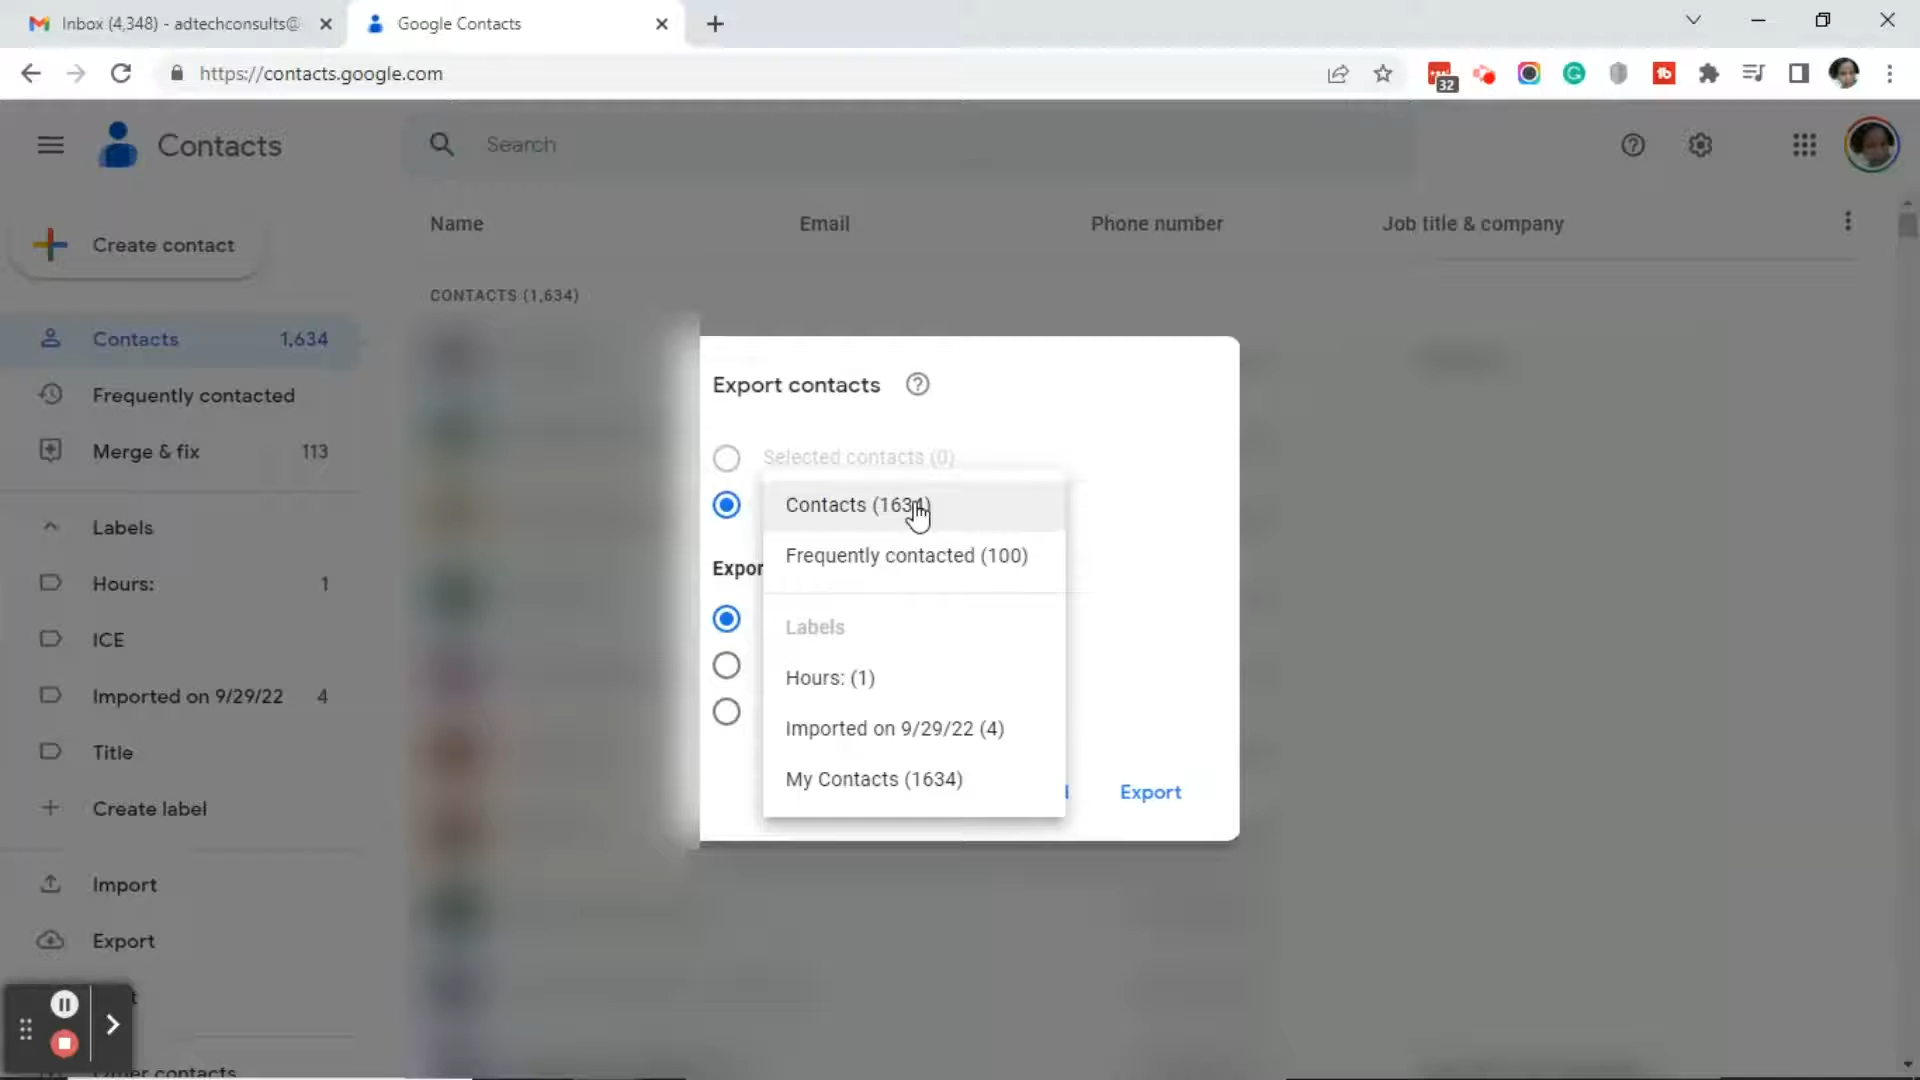 Inbox (4,348) - adtechconsults@
Google Contacts
https://contacts.google.com
32
Contacts
Search
Name Email Phone number Job title & company
Create contact
CONTACTS (1,634)
Contacts 1,634
Frequently contacted
Merge & fix 113
Labels
Hours: 1
ICE
Imported on 9/29/22 4
Title
Create label
Import
Export
Other contacts
Export contacts
Selected contacts (0)
Contacts (1634)
Frequently contacted (100)
Expor
Labels
Hours: (1)
Imported on 9/29/22 (4)
My Contacts (1634)
Export